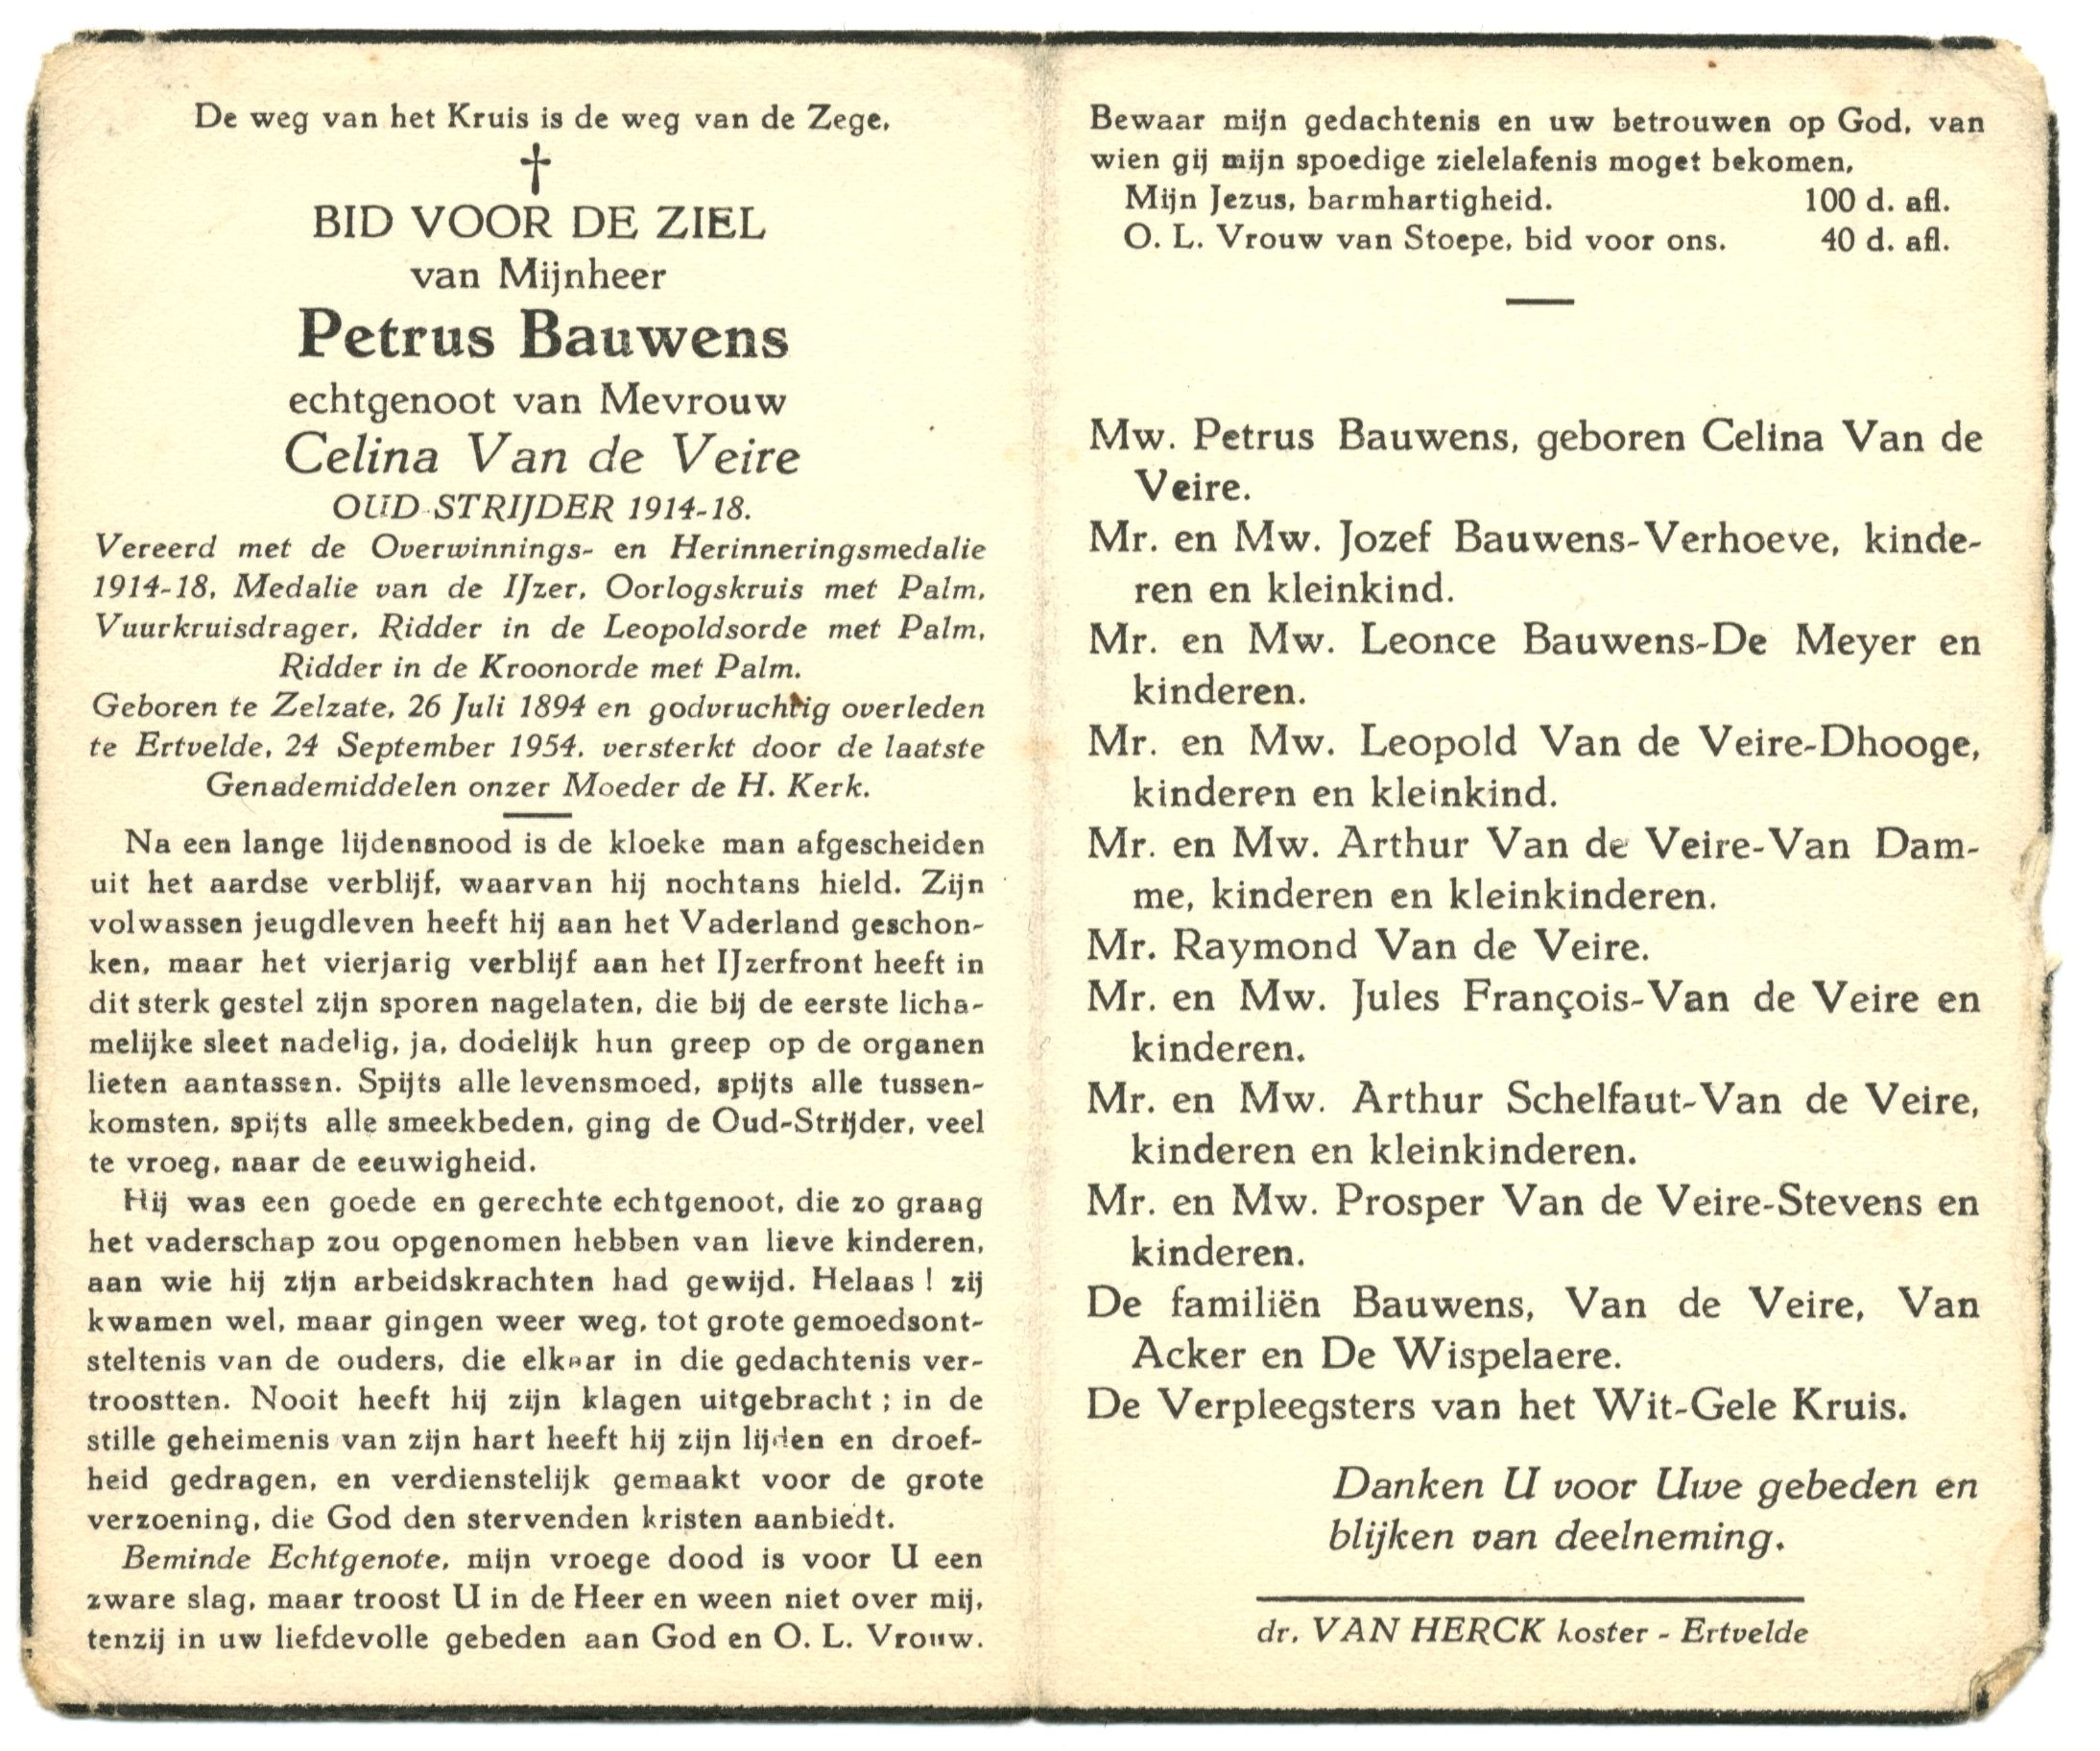 De weg van het Kruis is de weg van de Zege.
†
BID VOOR DE ZIEL
van Mijnheer
Petrus Bauwens
echtgenoot van Mevrouw
Celina Van de Veire
OUD-STRIJDER 1914-18.
Vereerd met de Overwinnings- en Herinneringsmedalie
1914-18, Medalie van de IJzer, Oorlogskruis met Palm,
Vuurkruisdrager, Ridder in de Leopoldsorde met Palm,
Ridder in de Kroonorde met Palm.
Geboren te Zelzate, 26 Juli 1894 en godvruchtig overleden
te Ertvelde, 24 September 1954, versterkt door de laatste
Genademiddelen onzer Moeder de H. Kerk.
Na een lange lijdensnood is de kloeke man afgescheiden
uit het aardse verblijf, waarvan hij nochtans hield. Zijn
volwassen jeugdleven heeft hij aan het Vaderland geschon-
ken, maar het vierjarig verblijf aan het IJzerfront heeft in
dit sterk gestel zijn sporen nagelaten, die bij de eerste licha-
melijke sleet nadelig, ja, dodelijk hun greep op de organen
lieten aantassen. Spijts alle levensmoed, spijts alle tussen-
komsten, spijts alle smeekbeden, ging de Oud-Strijder, veel
te vroeg, naar de eeuwigheid.
Hij was een goede en gerechte echtgenoot, die zo graag
het vaderschap zou opgenomen hebben van lieve kinderen,
aan wie hij zijn arbeidskrachten had gewijd. Helaas ! zij
kwamen wel, maar gingen weer weg, tot grote gemoedsont-
steltenis van de ouders, die elkaar in die gedachtenis ver-
troostten. Nooit heeft hij zijn klagen uitgebracht ; in de
stille geheimenis van zijn hart heeft hij zijn lijden en droef-
heid gedragen, en verdienstelijk gemaakt voor de grote
verzoening, die God den stervenden kristen aanbiedt.
Beminde Echtgenote, mijn vroege dood is voor U een
zware slag, maar troost U in de Heer en ween niet over mij,
tenzij in uw liefdevolle gebeden aan God en O. L. Vrouw.
Bewaar mijn gedachtenis en uw betrouwen op God, van
wien gij mijn spoedige zielelafenis moget bekomen,
Mijn Jezus, barmhartigheid. 100 d. afl.
O. L. Vrouw van Stoepe, bid voor ons. 40 d. afl.
Mw. Petrus Bauwens, geboren Celina Van de
Veire.
Mr. en Mw. Jozef Bauwens-Verhoeve, kinde-
ren en kleinkind.
Mr. en Mw. Leonce Bauwens-De Meyer en
kinderen.
Mr. en Mw. Leopold Van de Veire-Dhooge,
kinderen en kleinkind.
Mr. en Mw. Arthur Van de Veire-Van Dam-
me, kinderen en kleinkinderen.
Mr. Raymond Van de Veire.
Mr. en Mw. Jules François-Van de Veire en
kinderen.
Mr. en Mw. Arthur Schelfaut-Van de Veire,
kinderen en kleinkinderen.
Mr. en Mw. Prosper Van de Veire-Stevens en
kinderen.
De familiën Bauwens, Van de Veire, Van
Acker en De Wispelaere.
De Verpleegsters van het Wit-Gele Kruis.
Danken U voor Uwe gebeden en
blijken van deelneming.
dr. VAN HERCK koster - Ertvelde